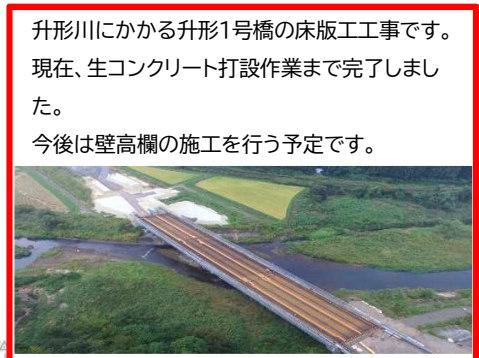 升形川にかかる升形1号橋の床版工工事です。
現在、生コンクリート打設作業まで完了しまし
た。
今後は壁高欄の施工を行う予定です。